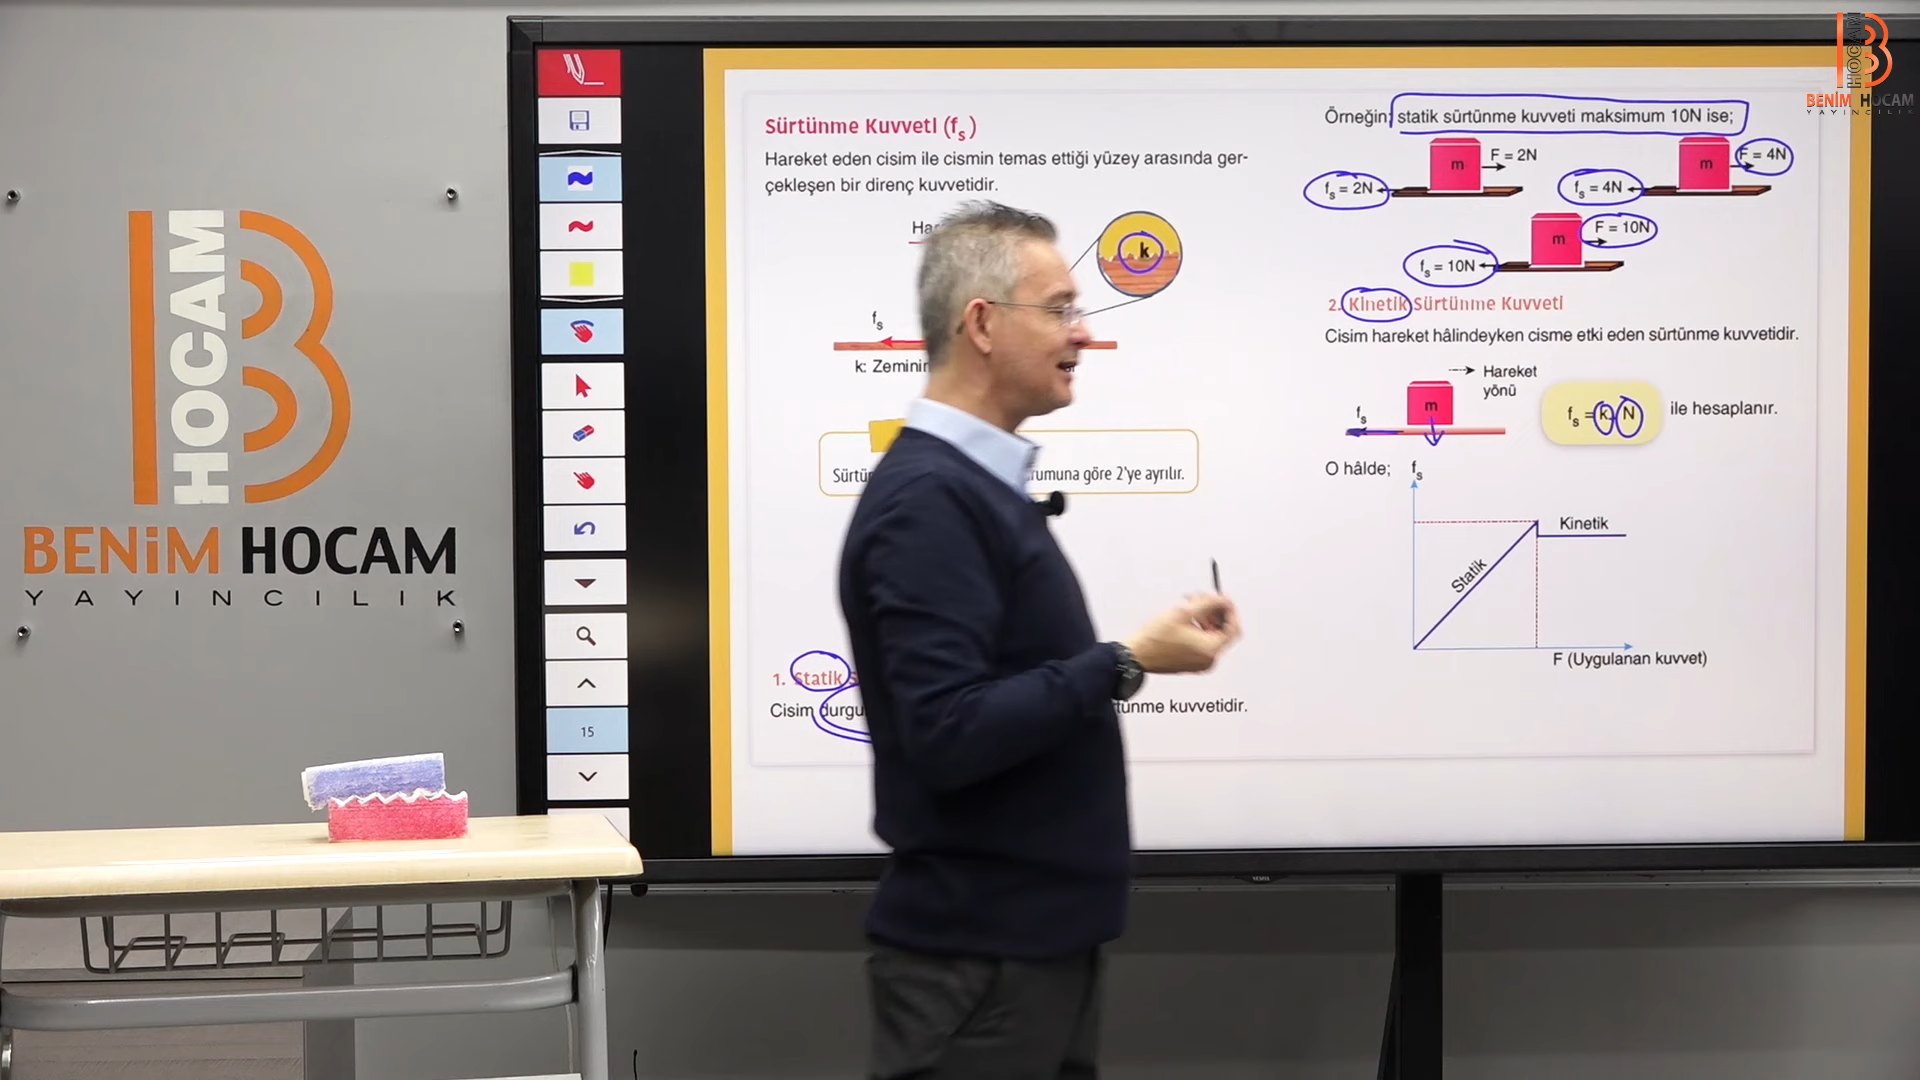 HOCAM
BENİM HOCAM
YAYINCILIK
15
Sürtünme Kuvveti (fs)
Hareket eden cisim ile cismin temas ettiği yüzey arasında ger-
çekleşen bir direnç kuvvetidir.
k
fs
k: Zeminin
umuna göre 2'ye ayrılır.
1. Statik
Cisim durgu
tünme kuvvetidir.
Örneğin; statik sürtünme kuvveti maksimum 10N ise;
m F = 2N
fs = 2N
m F = 4N
fs = 4N
m F = 10N
fs = 10N
2. Kinetik Sürtünme Kuvveti
Cisim hareket hâlindeyken cisme etki eden sürtünme kuvvetidir.
Hareket
yönü
m
fs
fs = k.N ile hesaplanır.
O hâlde; fs
Kinetik
Statik
F (Uygulanan kuvvet)
HOCAM
BENİM HOCAM
YAYINCILIK